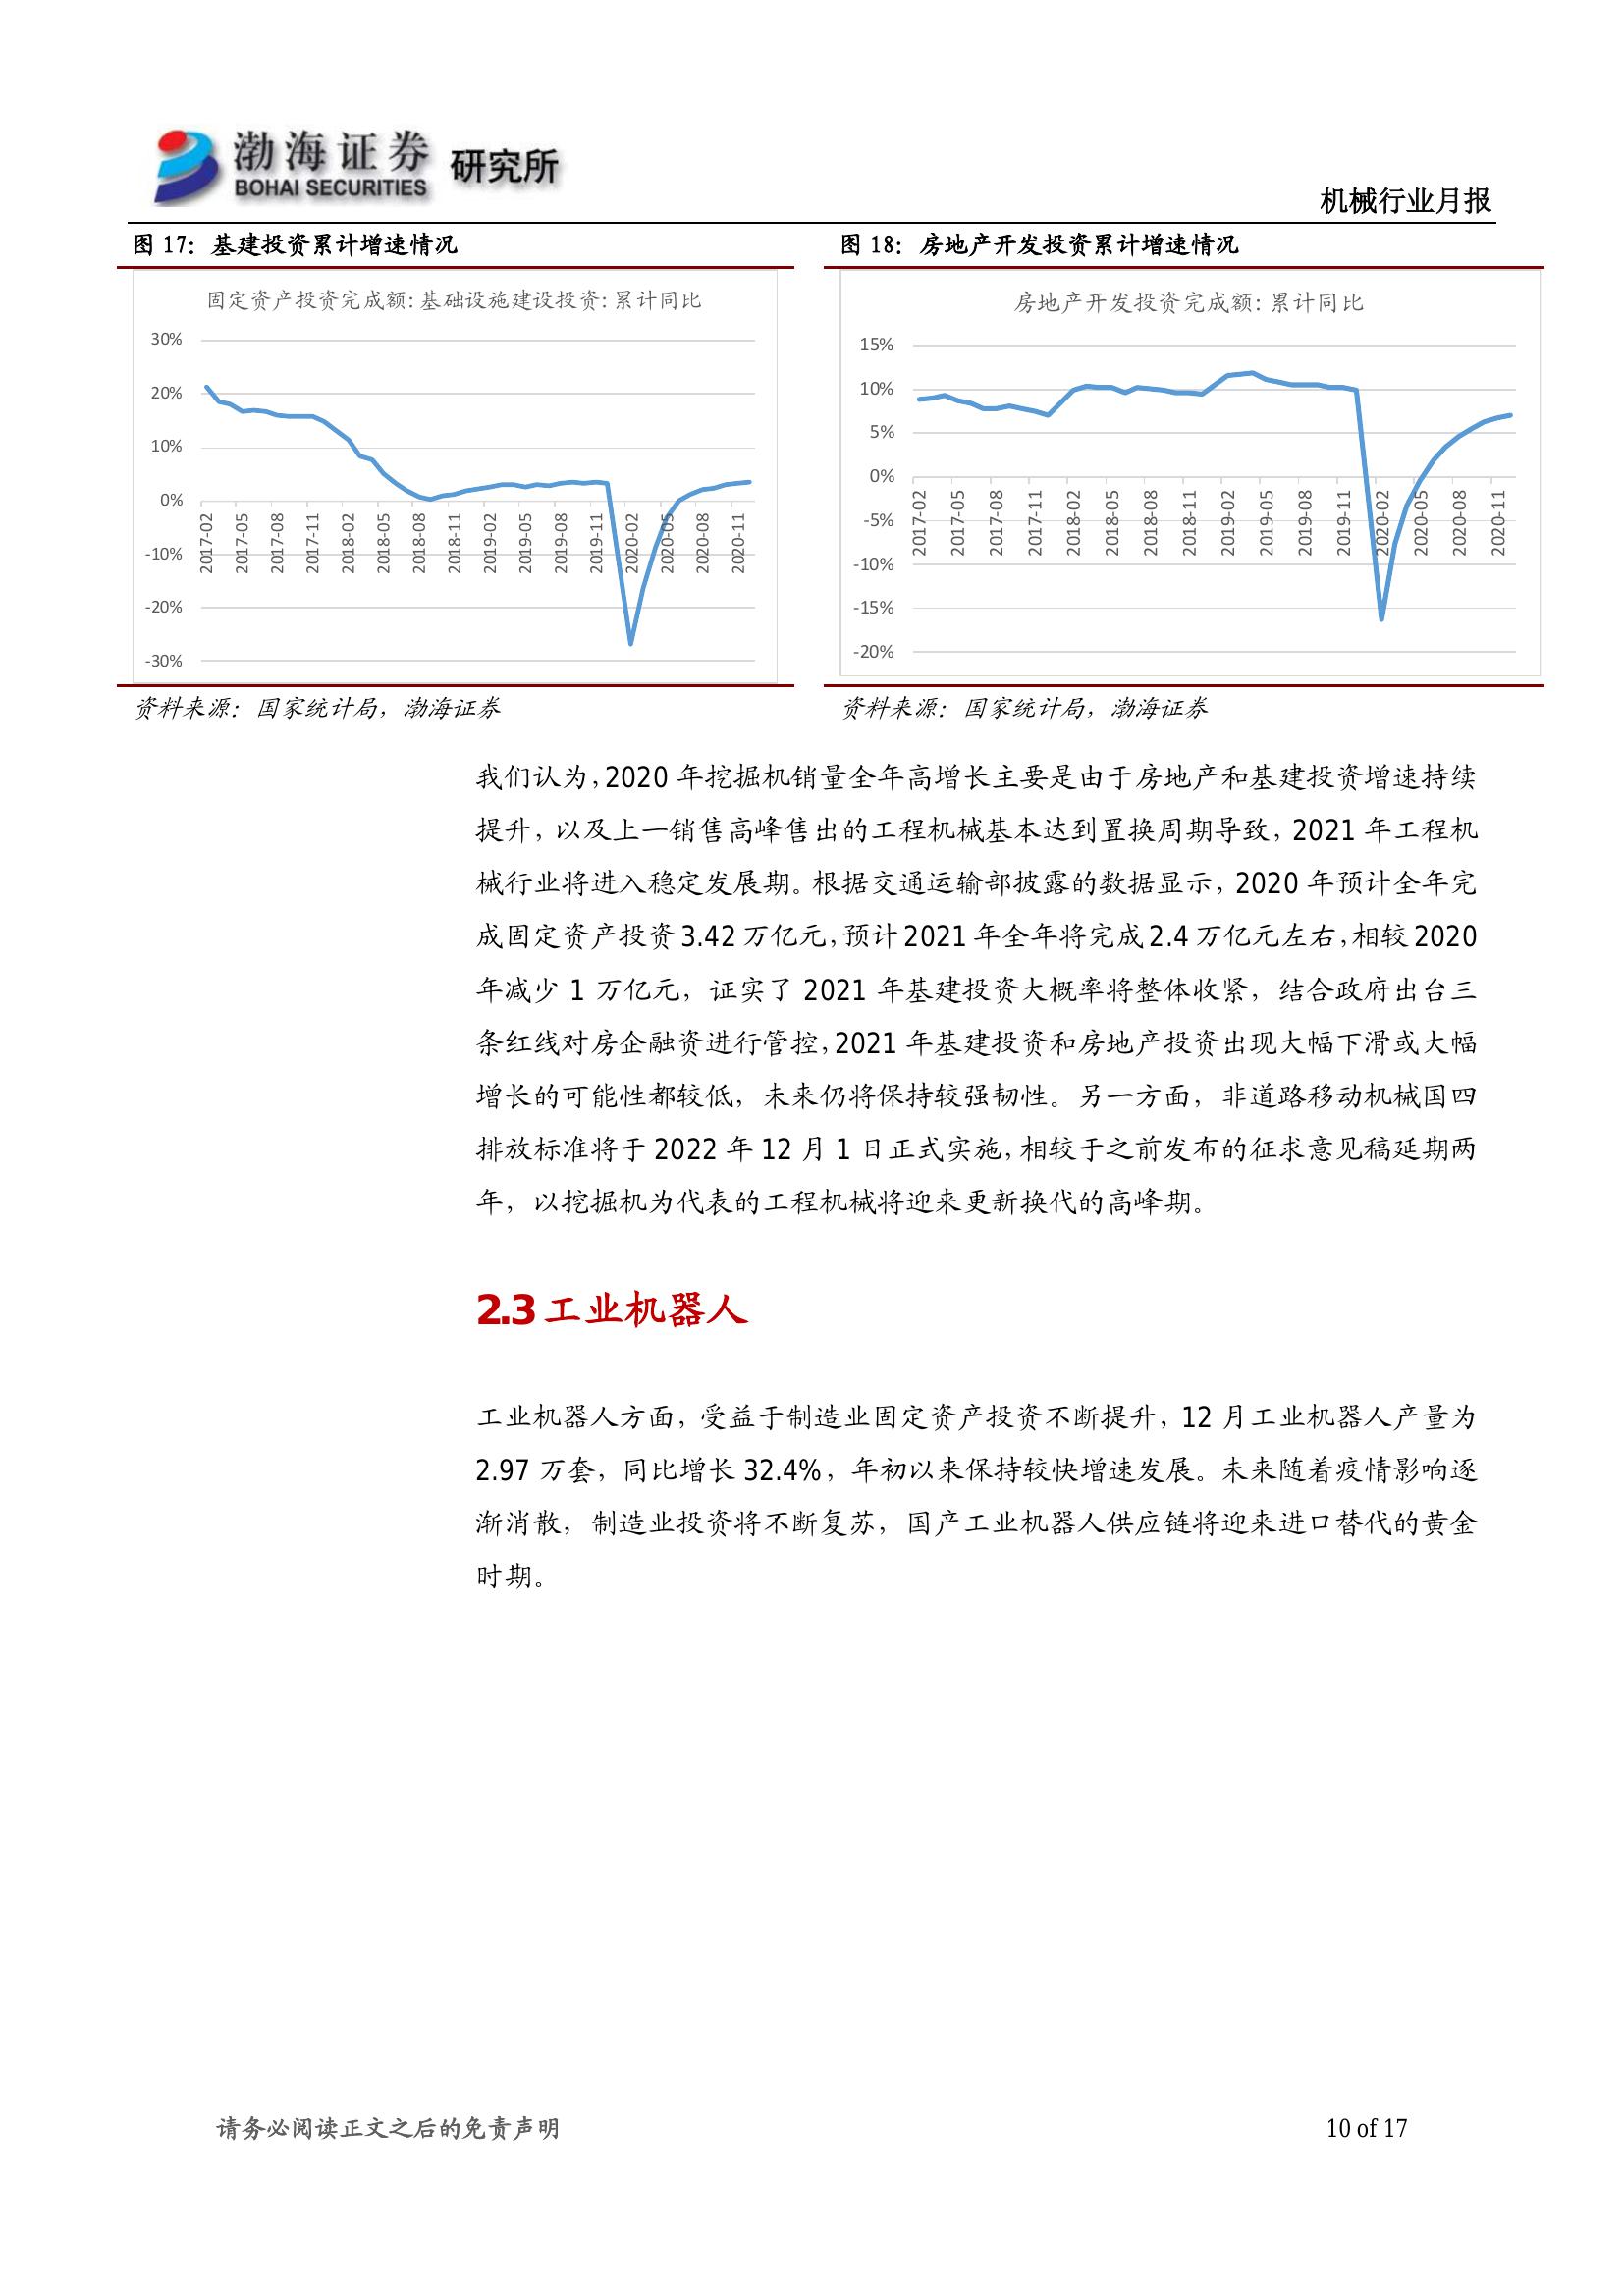 渤海证券 研究所
BOHAI SECURITIES
机械行业月报
图 17：基建投资累计增速情况
固定资产投资完成额:基础设施建设投资:累计同比
30%
20%
10%
0%
-10%
-20%
-30%
2017-02
2017-05
2017-08
2017-11
2018-02
2018-05
2018-08
2018-11
2019-02
2019-05
2019-08
2019-11
2020-02
2020-05
2020-08
2020-11
资料来源：国家统计局，渤海证券
图 18：房地产开发投资累计增速情况
房地产开发投资完成额:累计同比
15%
10%
5%
0%
-5%
-10%
-15%
-20%
2017-02
2017-05
2017-08
2017-11
2018-02
2018-05
2018-08
2018-11
2019-02
2019-05
2019-08
2019-11
2020-02
2020-05
2020-08
2020-11
资料来源：国家统计局，渤海证券
我们认为，2020 年挖掘机销量全年高增长主要是由于房地产和基建投资增速持续
提升，以及上一销售高峰售出的工程机械基本达到置换周期导致，2021 年工程机
械行业将进入稳定发展期。根据交通运输部披露的数据显示，2020 年预计全年完
成固定资产投资 3.42 万亿元，预计 2021 年全年将完成 2.4 万亿元左右，相较 2020
年减少 1 万亿元，证实了 2021 年基建投资大概率将整体收紧，结合政府出台三
条红线对房企融资进行管控，2021 年基建投资和房地产投资出现大幅下滑或大幅
增长的可能性都较低，未来仍将保持较强韧性。另一方面，非道路移动机械国四
排放标准将于 2022 年 12 月 1 日正式实施，相较于之前发布的征求意见稿延期两
年，以挖掘机为代表的工程机械将迎来更新换代的高峰期。
2.3 工业机器人
工业机器人方面，受益于制造业固定资产投资不断提升，12 月工业机器人产量为
2.97 万套，同比增长 32.4%，年初以来保持较快增速发展。未来随着疫情影响逐
渐消散，制造业投资将不断复苏，国产工业机器人供应链将迎来进口替代的黄金
时期。
请务必阅读正文之后的免责声明
10 of 17